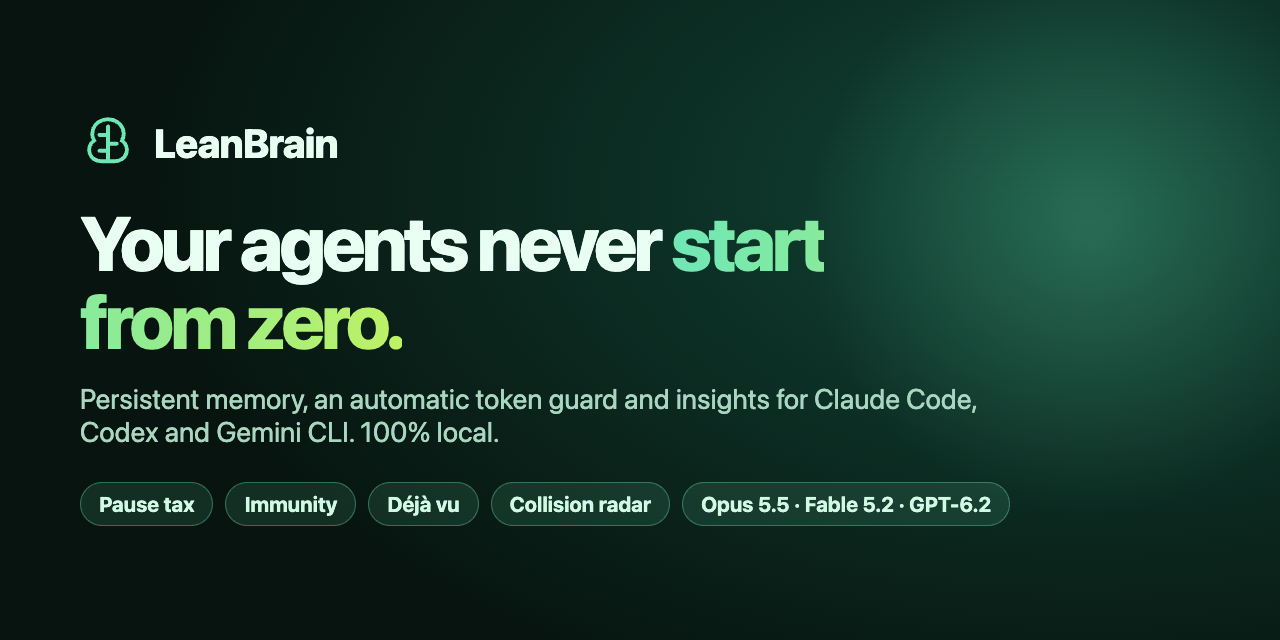 LeanBrain
Your agents never start
from zero.
Persistent memory, an automatic token guard and insights for Claude Code,
Codex and Gemini CLI. 100% local.
Pause tax
Immunity
Déjà vu
Collision radar
Opus 5.5 · Fable 5.2 · GPT-6.2